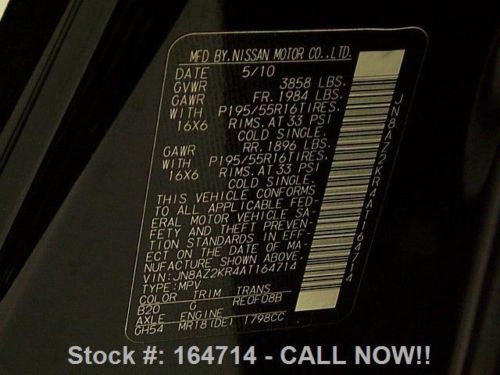 MFD BY.NISSAN MOTOR CO.,LTD.
DATE 5/10
GVWR 3858 LBS.
GAWR FR. 1984 LBS.
WITH P195/55R16TIRES.
16X6 RIMS.AT 33 PSI
COLD SINGLE.
GAWR RR. 1896 LBS.
WITH P195/55R16TIRES.
16X6 RIMS.AT 33 PSI
COLD SINGLE.
THIS VEHICLE CONFORMS
TO ALL APPLICABLE FED-
ERAL MOTOR VEHICLE SA-
FETY AND THEFT PREVEN-
TION STANDARDS IN EFF-
ECT ON THE DATE OF MA-
NUFACTURE SHOWN ABOVE.
VIN:JN8AZ2KR4AT164714
TYPE:MPV
COLOR TRIM TRANS
B20 G RE0F08B
AXLE ENGINE
GH54 MRT8(DE) 1798CC
JN8AZ2KR4AT164714
Stock #: 164714 - CALL NOW!!